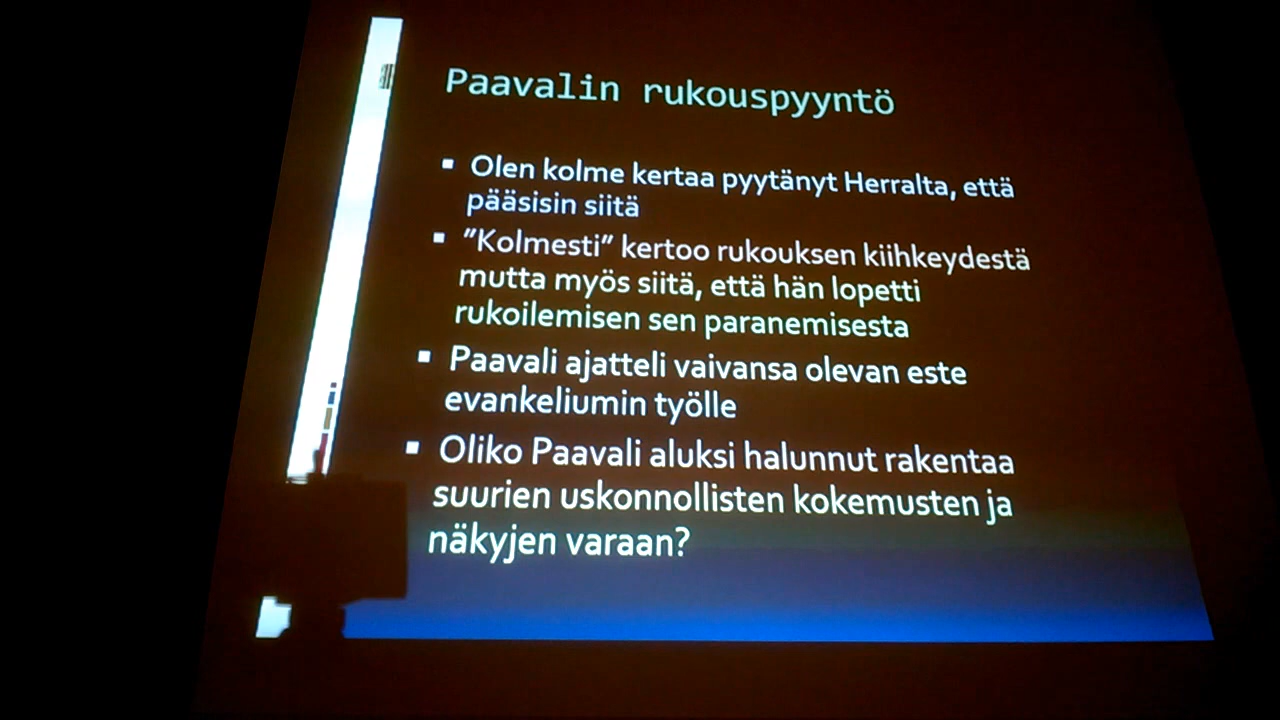 Paavalin rukouspyyntö
▪ Olen kolme kertaa pyytänyt Herralta, että
pääsisin siitä
▪ ”Kolmesti” kertoo rukouksen kiihkeydestä
mutta myös siitä, että hän lopetti
rukoilemisen sen paranemisesta
▪ Paavali ajatteli vaivansa olevan este
evankeliumin työlle
▪ Oliko Paavali aluksi halunnut rakentaa
suurien uskonnollisten kokemusten ja
näkyjen varaan?